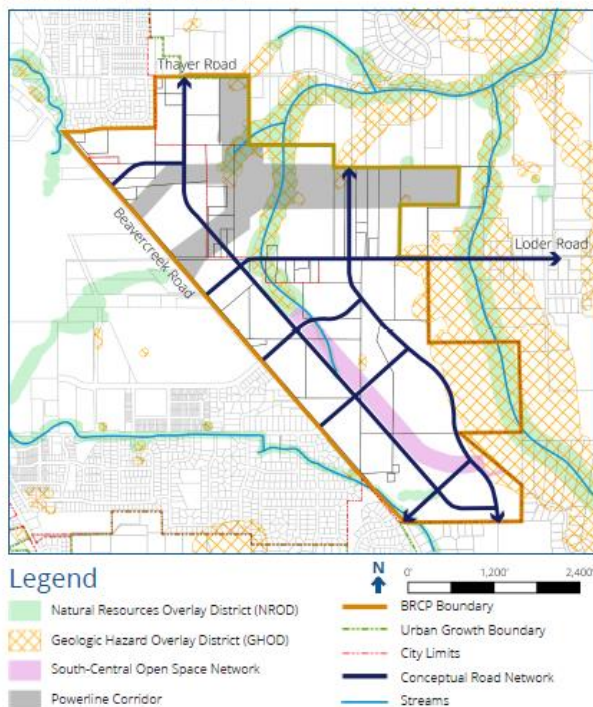 Thayer Road
Beavercreek Road
Loder Road
Legend
N
0'
1,200'
2,400'
Natural Resources Overlay District (NROD)
Geologic Hazard Overlay District (GHOD)
South-Central Open Space Network
Powerline Corridor
BRCP Boundary
Urban Growth Boundary
City Limits
Conceptual Road Network
Streams